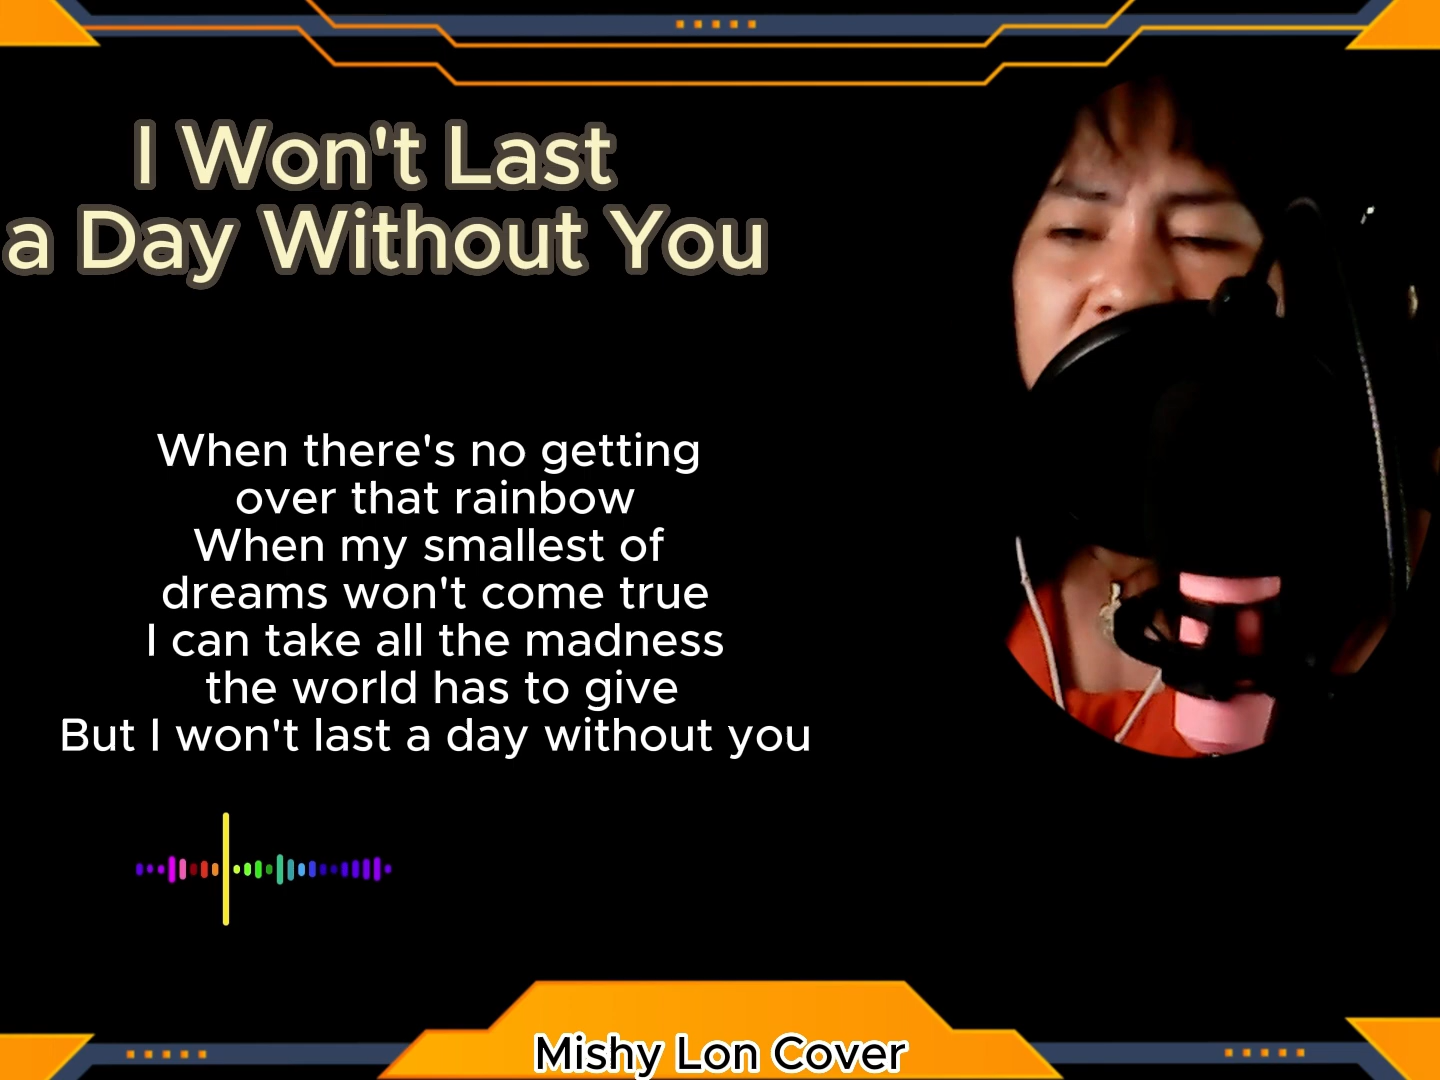 I Won't Last
a Day Without You
When there's no getting
over that rainbow
When my smallest of
dreams won't come true
I can take all the madness
the world has to give
But I won't last a day without you
Mishy Lon Cover